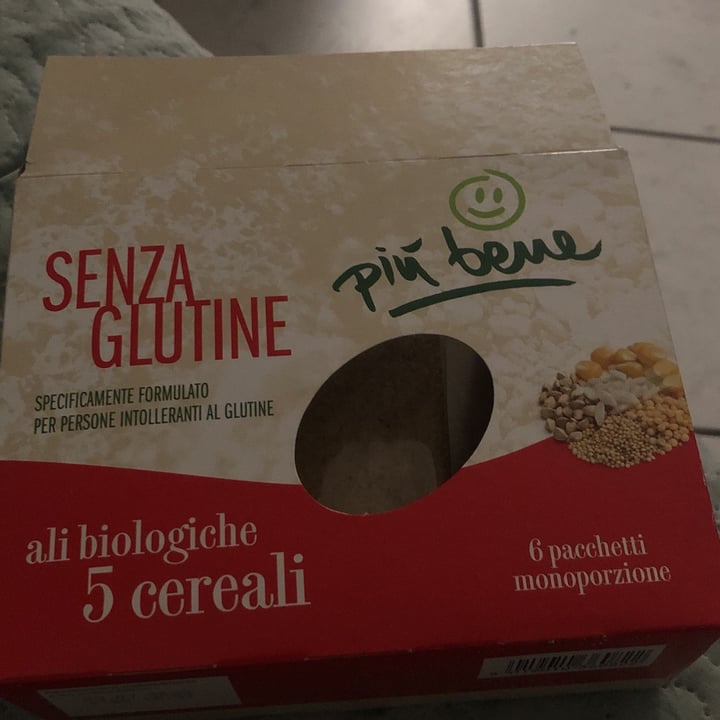 più bene
SENZA
GLUTINE
SPECIFICAMENTE FORMULATO
PER PERSONE INTOLLERANTI AL GLUTINE
ali biologiche
5 cereali
6 pacchetti
monoporzione